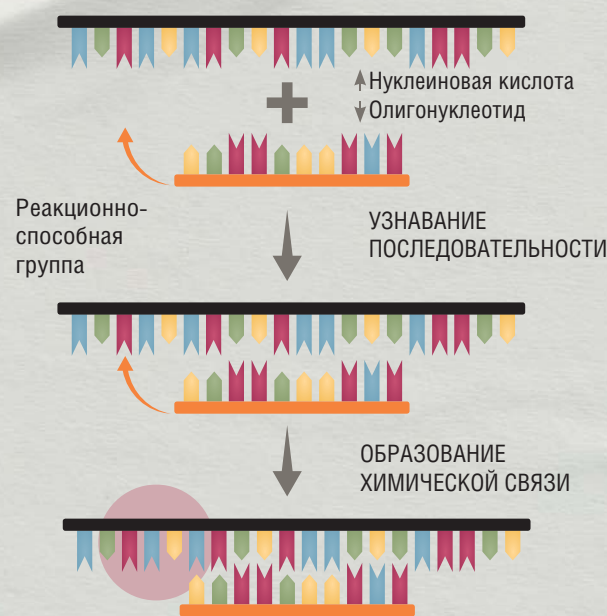 Нуклеиновая кислота
Олигонуклеотид
Реакционно-
способная
группа
УЗНАВАНИЕ
ПОСЛЕДОВАТЕЛЬНОСТИ
ОБРАЗОВАНИЕ
ХИМИЧЕСКОЙ СВЯЗИ